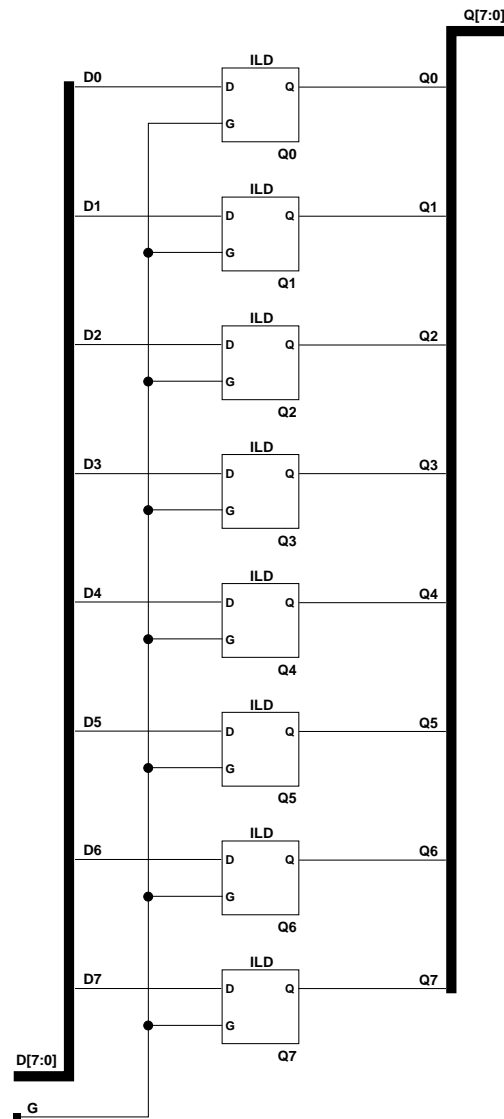 Q[7:0]
ILD
D0 D Q Q0
G
Q0
ILD
D1 D Q Q1
G
Q1
ILD
D2 D Q Q2
G
Q2
ILD
D3 D Q Q3
G
Q3
ILD
D4 D Q Q4
G
Q4
ILD
D5 D Q Q5
G
Q5
ILD
D6 D Q Q6
G
Q6
ILD
D7 D Q Q7
G
Q7
D[7:0]
G